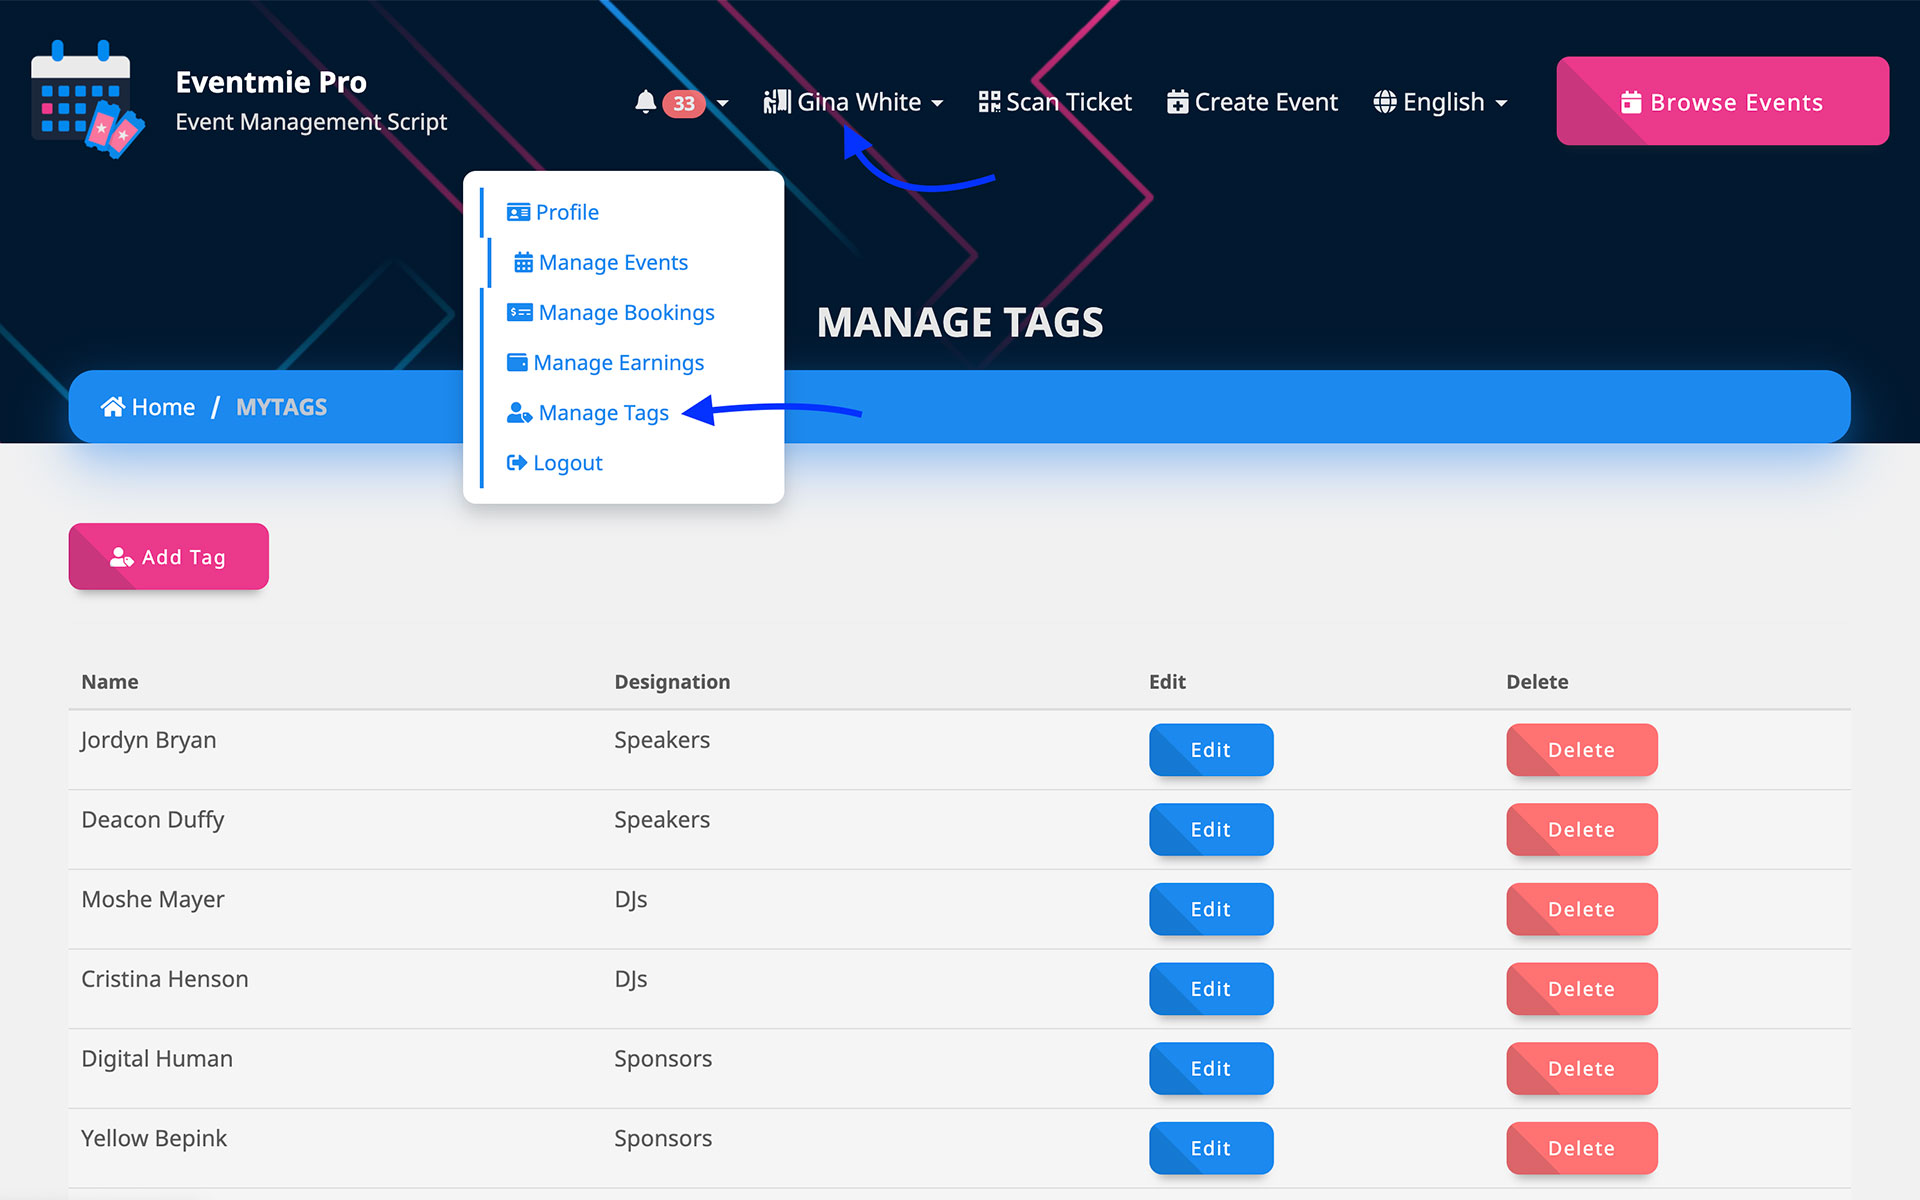 Eventmie Pro
Event Management Script
33
Gina White
Scan Ticket
Create Event
English
Browse Events
Profile
Manage Events
Manage Bookings
Manage Earnings
Manage Tags
Logout
MANAGE TAGS
Home / MYTAGS
Add Tag
Name Designation Edit Delete
Jordyn Bryan Speakers Edit Delete
Deacon Duffy Speakers Edit Delete
Moshe Mayer DJs Edit Delete
Cristina Henson DJs Edit Delete
Digital Human Sponsors Edit Delete
Yellow Bepink Sponsors Edit Delete